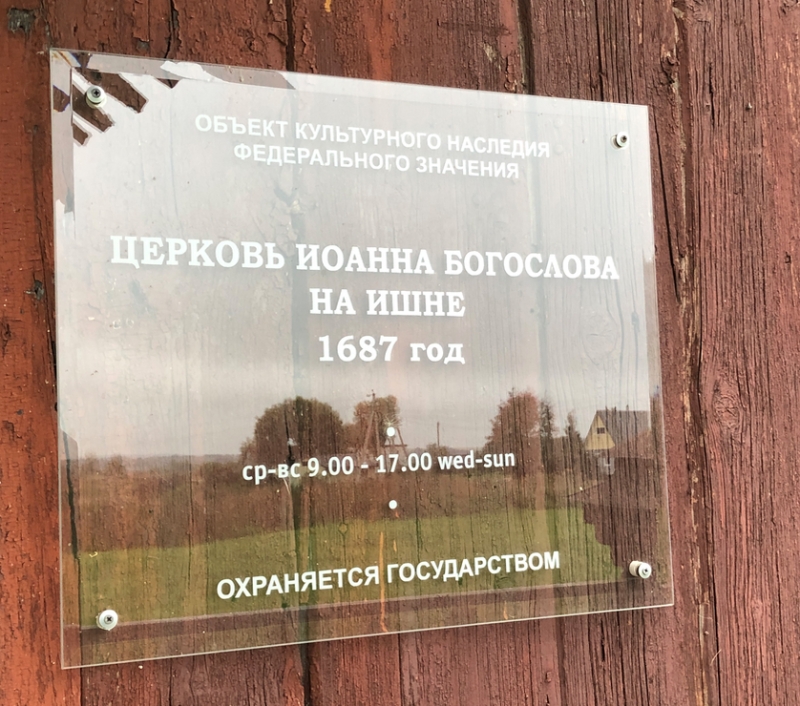 ОБЪЕКТ КУЛЬТУРНОГО НАСЛЕДИЯ
ФЕДЕРАЛЬНОГО ЗНАЧЕНИЯ
ЦЕРКОВЬ ИОАННА БОГОСЛОВА
НА ИШНЕ
1687 год
ср-вс 9.00 - 17.00 wed-sun
ОХРАНЯЕТСЯ ГОСУДАРСТВОМ